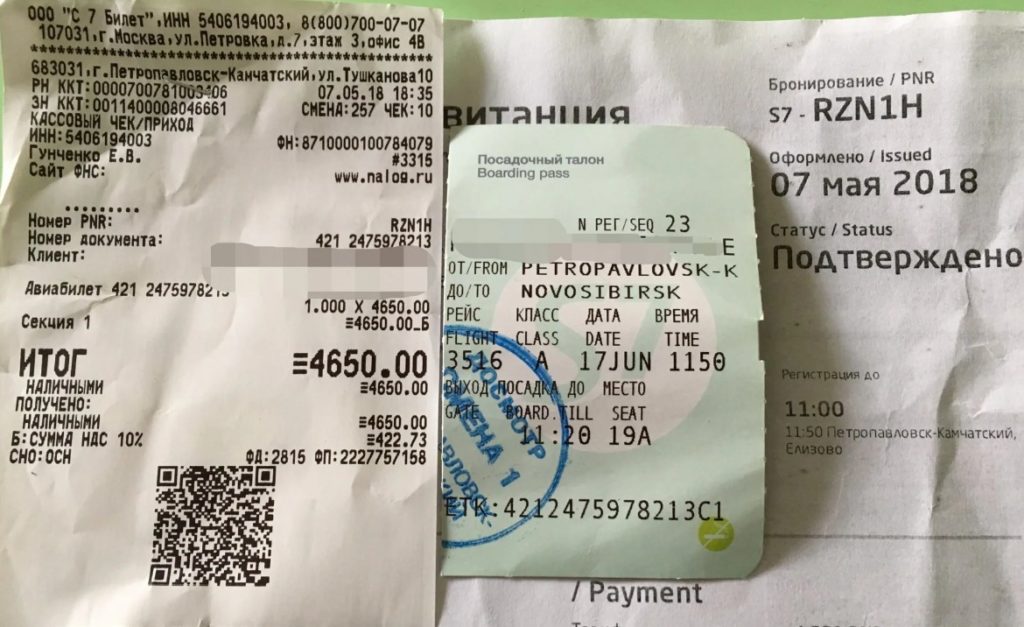 ООО "С 7 Билет",ИНН 5406194003, 8(800)700-07-07
107031,г.Москва,ул.Петровка,д.7,этаж 3,офис 4В
683031,г.Петропавловск-Камчатский,ул.Тушканова10
РН ККТ:0000700781003406 07.05.18 18:35
ЗН ККТ:0011400008046661 СМЕНА:257 ЧЕК:10
КАССОВЫЙ ЧЕК/ПРИХОД
ИНН:5406194003 ФН:8710000100784079
Гунченко Е.В. #3315
Сайт ФНС: www.nalog.ru
Номер PNR: RZN1H
Номер документа: 421 2475978213
Клиент:
Авиабилет 421 2475978213
1.000 X 4650.00
Секция 1 ≡4650.00_Б
ИТОГ ≡4650.00
НАЛИЧНЫМИ ≡4650.00
ПОЛУЧЕНО:
НАЛИЧНЫМИ ≡4650.00
Б:СУММА НДС 10% ≡422.73
СНО:ОСН ФД:2815 ФП:2227757158
Посадочный талон
Boarding pass
N РЕГ/SEQ 23
Е
ОТ/FROM PETROPAVLOVSK-K
ДО/TO NOVOSIBIRSK
РЕЙС КЛАСС ДАТА ВРЕМЯ
FLIGHT CLASS DATE TIME
3516 A 17JUN 1150
ВЫХОД ПОСАДКА ДО МЕСТО
GATE BOARD.TILL SEAT
11:20 19A
ETK:4212475978213C1
ДОСМОТР
СМЕНА 1
витанция
Бронирование / PNR
S7 - RZN1H
Оформлено / Issued
07 мая 2018
Статус / Status
Подтверждено
Регистрация до
11:00
11:50 Петропавловск-Камчатский,
Елизово
/ Payment